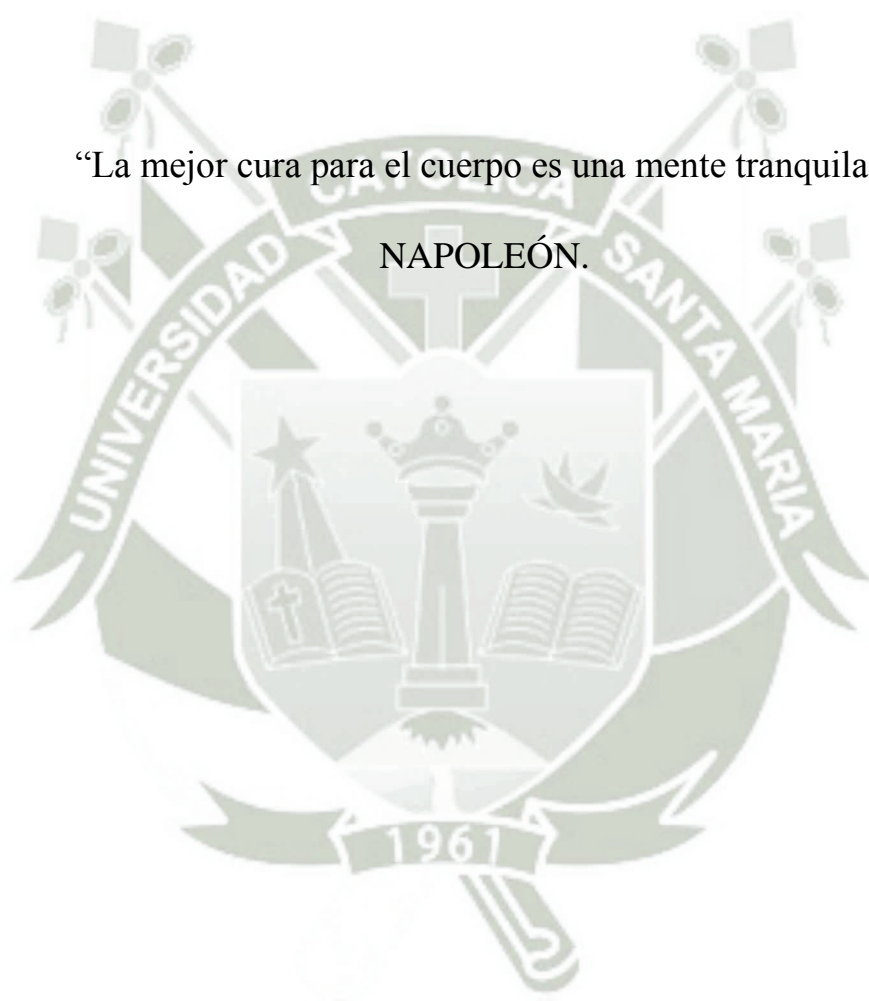 “La mejor cura para el cuerpo es una mente tranquila
NAPOLEÓN.
CATOLICA
UNIVERSIDAD
SANTA MARIA
1961